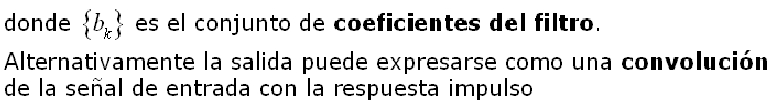 donde {b_k} es el conjunto de coeficientes del filtro.
Alternativamente la salida puede expresarse como una convolución
de la señal de entrada con la respuesta impulso